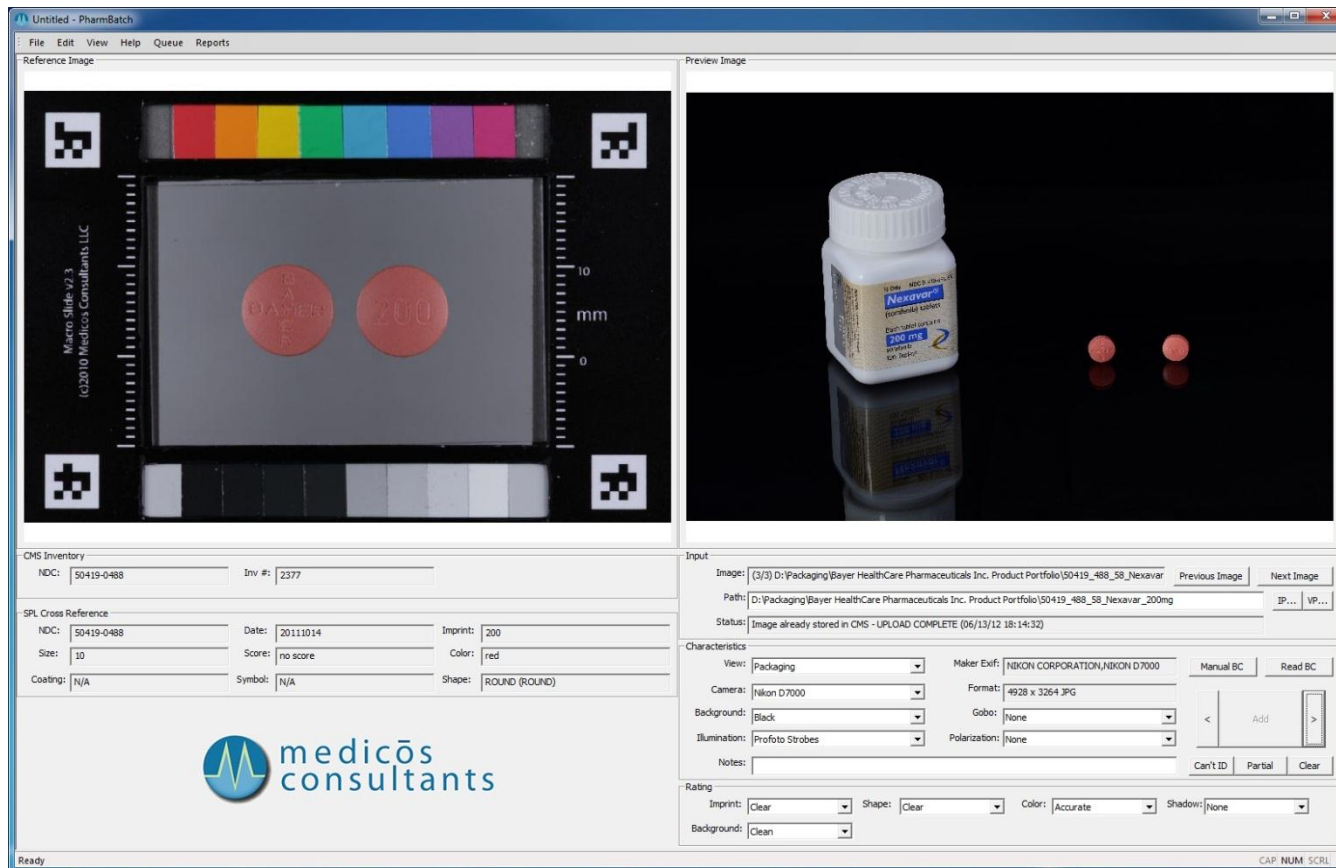 Untitled - PharmBatch
File Edit View Help Queue Reports
Reference Image
Macro Slide v2.3
(c)2010 Medicos Consultants LLC
10
mm
0
BAYER
BAYER
200
Preview Image
Nexavar®
(sorafenib) tablets
Each tablet contains
200 mg
CMS Inventory
NDC: 50419-0488 Inv #: 2377
SPL Cross Reference
NDC: 50419-0488 Date: 20111014 Imprint: 200
Size: 10 Score: no score Color: red
Coating: N/A Symbol: N/A Shape: ROUND (ROUND)
medicōs
consultants
Input
Image: (3/3) D:\Packaging\Bayer HealthCare Pharmaceuticals Inc. Product Portfolio\50419_488_58_Nexavar Previous Image Next Image
Path: D:\Packaging\Bayer HealthCare Pharmaceuticals Inc. Product Portfolio\50419_488_58_Nexavar_200mg IP... VP...
Status: Image already stored in CMS - UPLOAD COMPLETE (06/13/12 18:14:32)
Characteristics
View: Packaging Maker Exif: NIKON CORPORATION,NIKON D7000 Manual BC Read BC
Camera: Nikon D7000 Format: 4928 x 3264 JPG
Background: Black Gobo: None < Add >
Illumination: Profoto Strobes Polarization: None
Notes: Can't ID Partial Clear
Rating
Imprint: Clear Shape: Clear Color: Accurate Shadow: None
Background: Clean
Ready CAP NUM SCRL